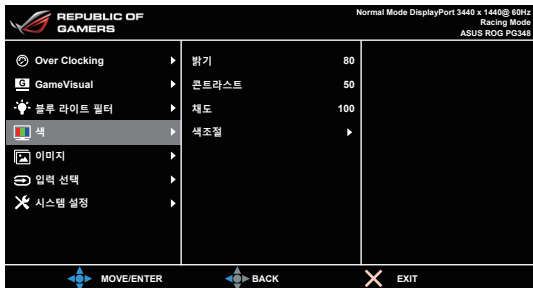 REPUBLIC OF
GAMERS
Normal Mode DisplayPort 3440 x 1440@ 60Hz
Racing Mode
ASUS ROG PG348
Over Clocking
밝기 80
G GameVisual
콘트라스트 50
블루 라이트 필터
채도 100
색
색조절
이미지
입력 선택
시스템 설정
MOVE/ENTER BACK EXIT